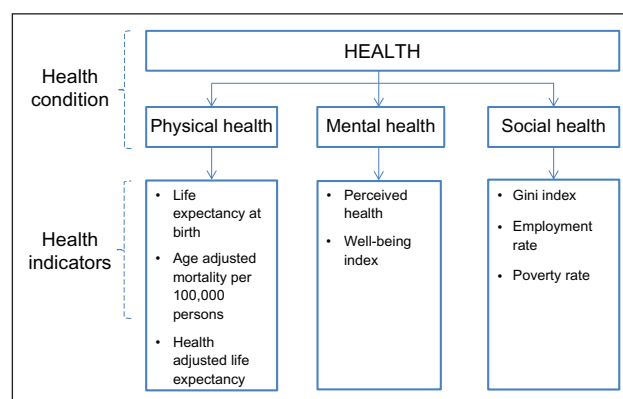 HEALTH
Health
condition
Physical health
Mental health
Social health
Health
indicators
• Life
expectancy at
birth
• Age adjusted
mortality per
100,000
persons
• Health
adjusted life
expectancy
• Perceived
health
• Well-being
index
• Gini index
• Employment
rate
• Poverty rate